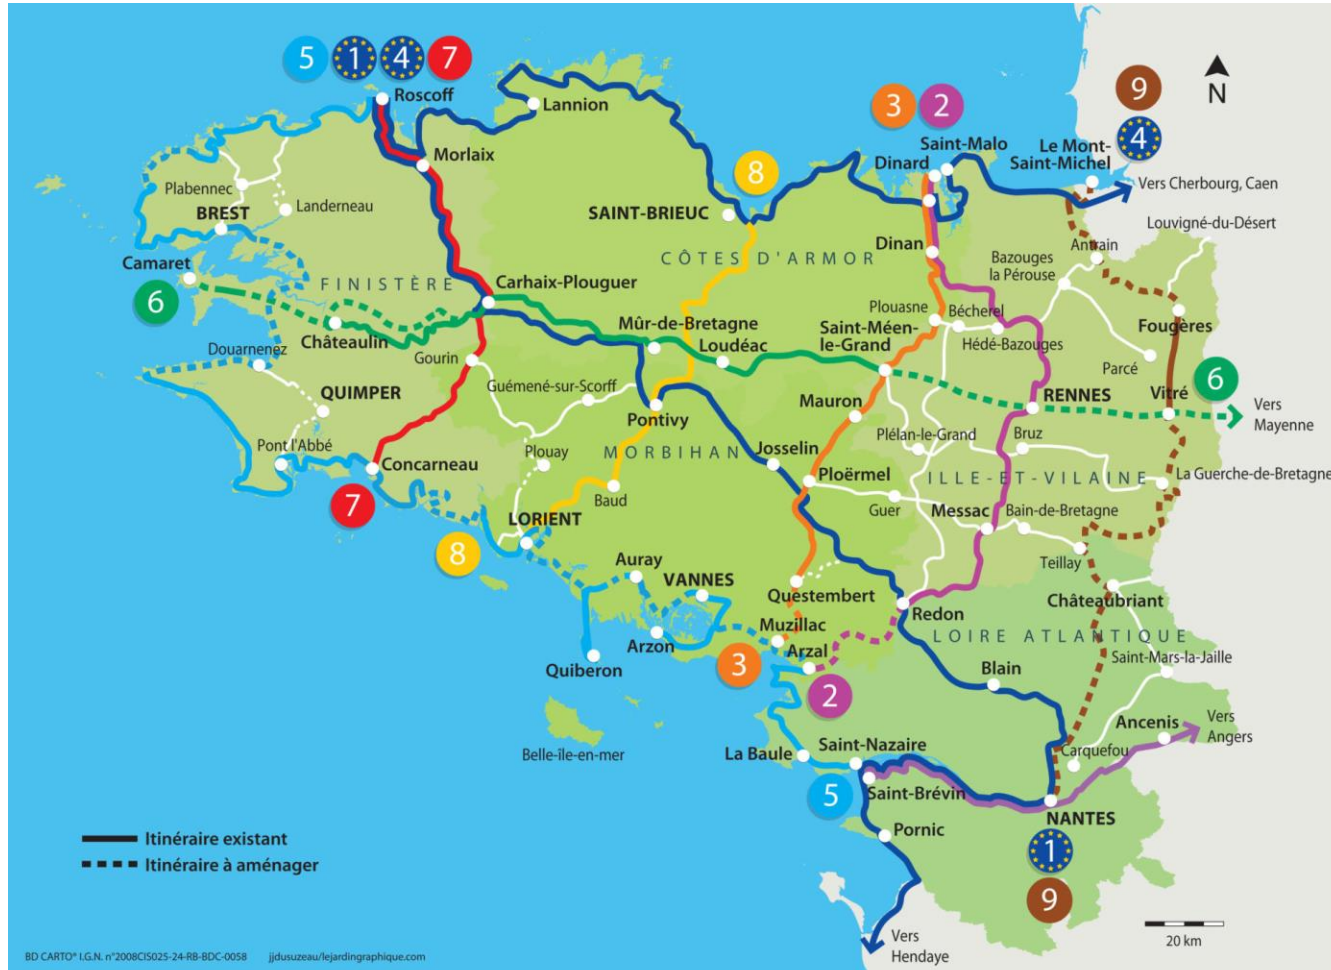 5 1 4 7
Roscoff
Lannion
Morlaix
3 2
9
4
Saint-Malo
Dinard
Le Mont-
Saint-Michel
Vers Cherbourg, Caen
8
Plabennec
Landerneau
BREST
SAINT-BRIEUC
Louvigné-du-Désert
Dinan
Antrain
CÔTES D'ARMOR
Bazouges
la Pérouse
Camaret
6
FINISTÈRE
Carhaix-Plouguer
Châteaulin
Mûr-de-Bretagne
Loudéac
Plouasne
Bécherel
Saint-Méen-
le-Grand
Hédé-Bazouges
Fougères
Douarnenez
Gourin
Parcé
6
Guémené-sur-Scorff
QUIMPER
Mauron
RENNES
Vitré
Vers
Mayenne
Pontivy
Pont l'Abbé
Plouay
MORBIHAN
Josselin
Plélan-le-Grand
Bruz
Concarneau
Ploërmel
ILLE-ET-VILAINE
La Guerche-de-Bretagne
7
Baud
Guer
Messac
Bain-de-Bretagne
LORIENT
8
Teillay
Auray
VANNES
Questembert
Redon
Châteaubriant
Muzillac
LOIRE ATLANTIQUE
Arzon
Arzal
Saint-Mars-la-Jaille
Quiberon
3
2
Blain
Ancenis
Vers
Angers
Belle-île-en-mer
La Baule
Saint-Nazaire
Carquefou
5
Saint-Brévin
NANTES
Pornic
1
9
Itinéraire existant
Itinéraire à aménager
N
Vers
Hendaye
20 km
BD CARTO® I.G.N. n°2008CIS025-24-RB-BDC-0058 jjdusuzeau/lejardingraphique.com